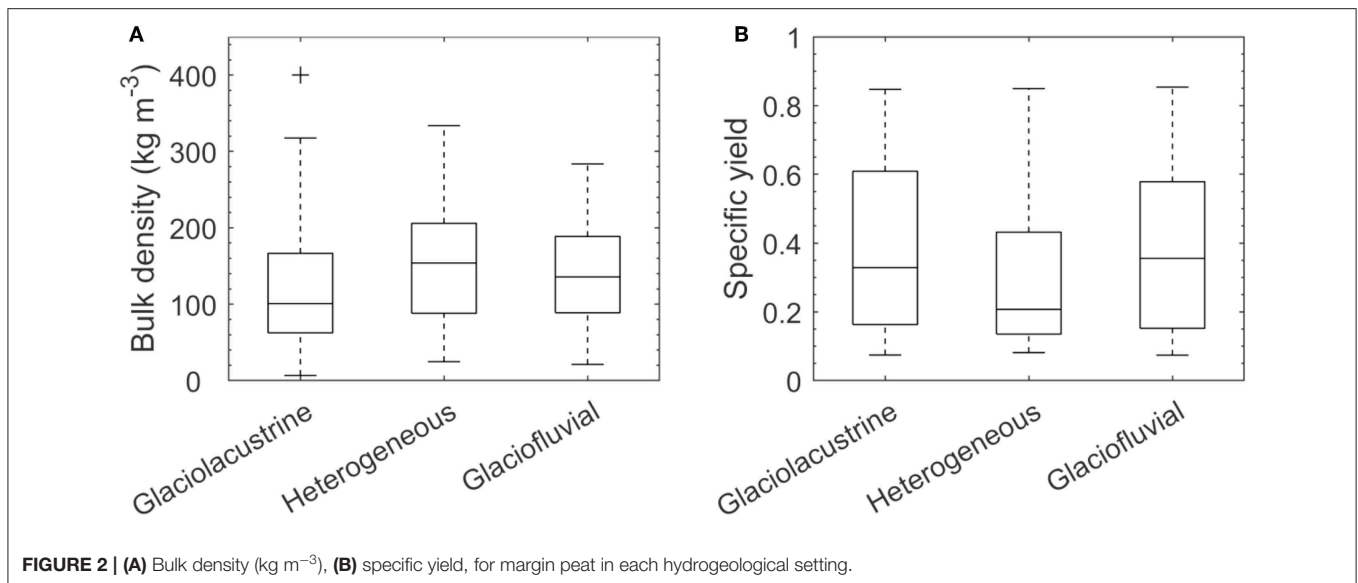 A
Bulk density (kg m⁻³)
400
300
200
100
0
Glaciolacustrine
Heterogeneous
Glaciofluvial
B
Specific yield
1
0.8
0.6
0.4
0.2
0
Glaciolacustrine
Heterogeneous
Glaciofluvial
FIGURE 2 | (A) Bulk density (kg m⁻³), (B) specific yield, for margin peat in each hydrogeological setting.